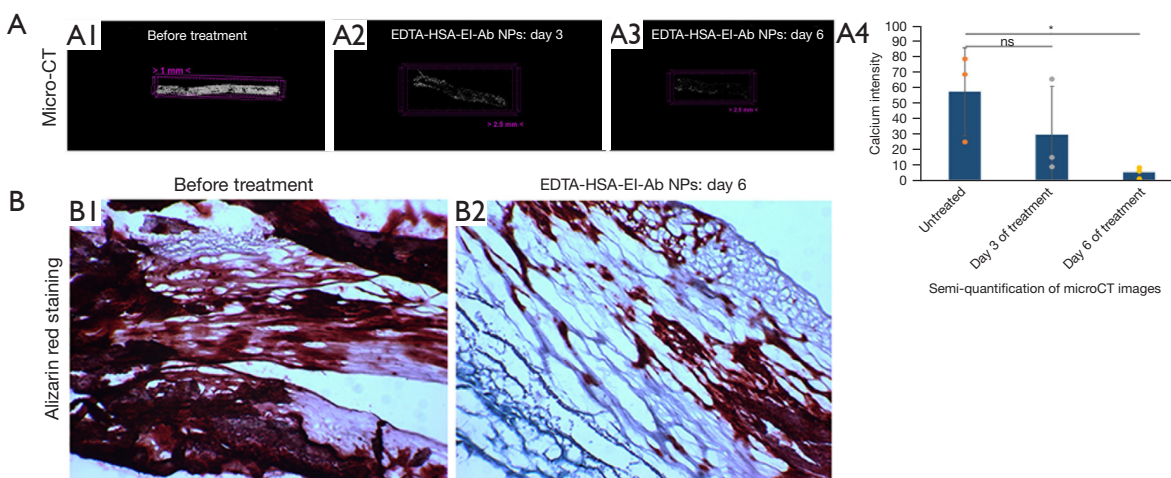 A
Micro-CT
A1
Before treatment
> 1 mm <
A2
EDTA-HSA-El-Ab NPs: day 3
> 2.5 mm <
A3
EDTA-HSA-El-Ab NPs: day 6
> 2.5 mm <
A4
Calcium intensity
100
90
80
70
60
50
40
30
20
10
0
*
ns
Untreated
Day 3 of treatment
Day 6 of treatment
Semi-quantification of microCT images
B
Alizarin red staining
Before treatment
B1
EDTA-HSA-El-Ab NPs: day 6
B2